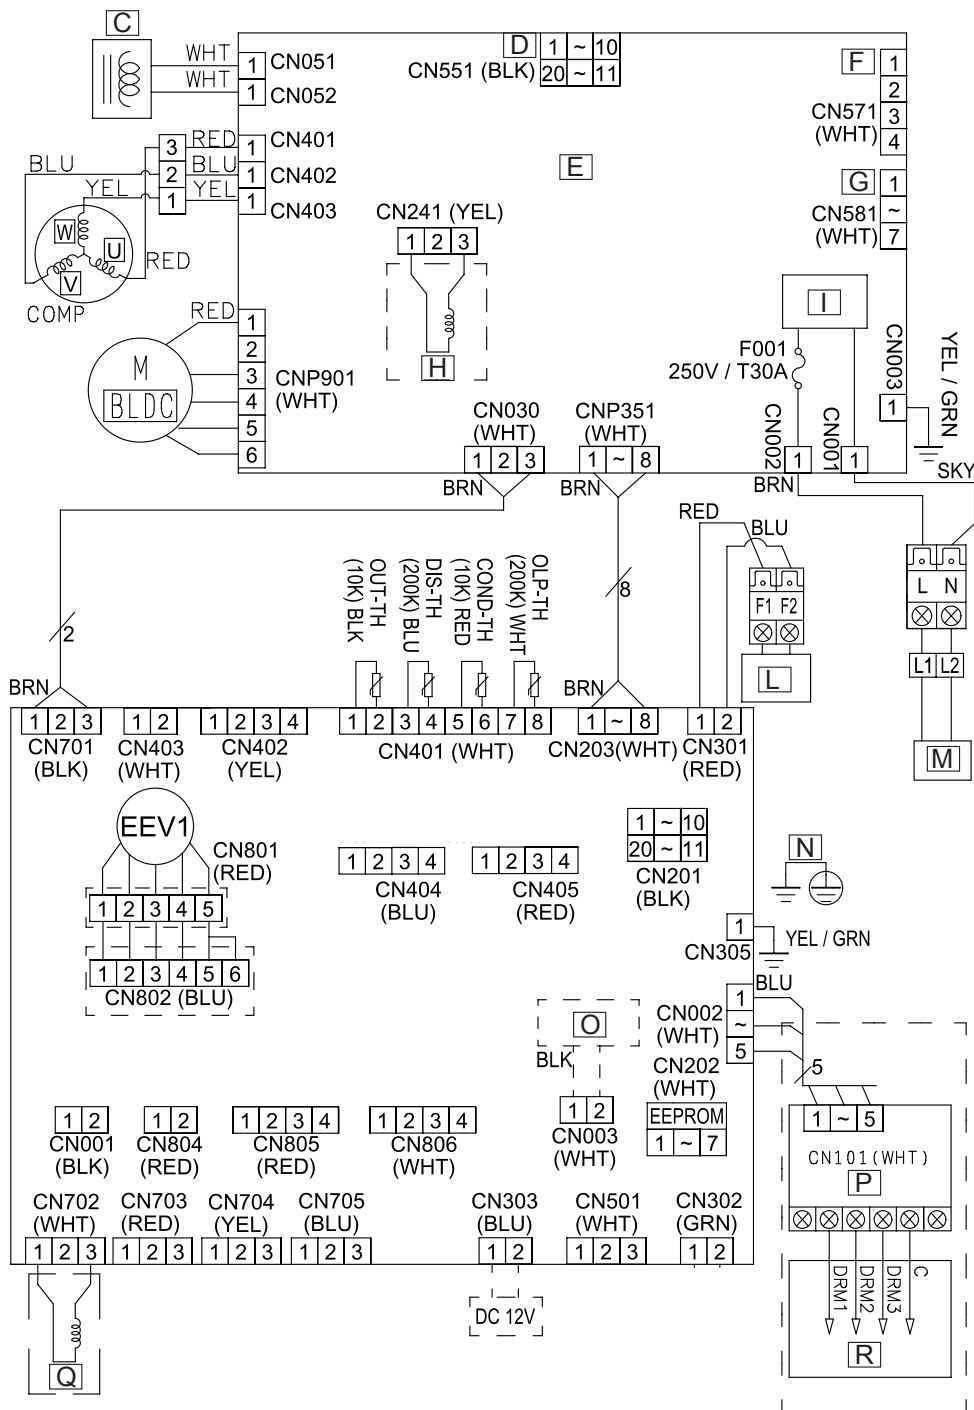 C
WHT
1 CN051
WHT
1 CN052
D
1 ~ 10
CN551 (BLK)
20 ~ 11
F
1
2
CN571
(WHT)
3
4
3 RED 1 CN401
BLU
2 BLU 1 CN402
YEL
1 YEL 1 CN403
E
G
1
CN581
(WHT)
~
7
W
U
V
RED
COMP
CN241 (YEL)
1 2 3
H
I
RED
M
BLDC
1
2
3
4
5
6
CNP901
(WHT)
F001
250V / T30A
CN003
1
YEL / GRN
CN030
(WHT)
1 2 3
BRN
CNP351
(WHT)
1 ~ 8
BRN
CN002
1
BRN
CN001
1
SKY
RED
BLU
F1 F2
L
L N
L1 L2
M
2
8
OUT-TH
(10K) BLK
DIS-TH
(200K) BLU
COND-TH
(10K) RED
OLP-TH
(200K) WHT
BRN
1 2 3
CN701
(BLK)
1 2
CN403
(WHT)
1 2 3 4
CN402
(YEL)
1 2 3 4 5 6 7 8
CN401 (WHT)
BRN
1 ~ 8
CN203(WHT)
1 2
CN301
(RED)
EEV1
CN801
(RED)
1 2 3 4 5
1 2 3 4 5 6
CN802 (BLU)
1 2 3 4
CN404
(BLU)
1 2 3 4
CN405
(RED)
1 ~ 10
20 ~ 11
CN201
(BLK)
N
1
CN305
YEL / GRN
BLU
1
~
5
CN002
(WHT)
5
O
BLK
1 2
CN003
(WHT)
CN202
(WHT)
EEPROM
1 ~ 7
1 ~ 5
CN101(WHT)
P
DRM1
DRM2
DRM3
C
R
1 2
CN001
(BLK)
1 2
CN804
(RED)
1 2 3 4
CN805
(RED)
1 2 3 4
CN806
(WHT)
CN702
(WHT)
1 2 3
CN703
(RED)
1 2 3
CN704
(YEL)
1 2 3
CN705
(BLU)
1 2 3
CN303
(BLU)
1 2
CN501
(WHT)
1 2 3
CN302
(GRN)
1 2
DC 12V
Q